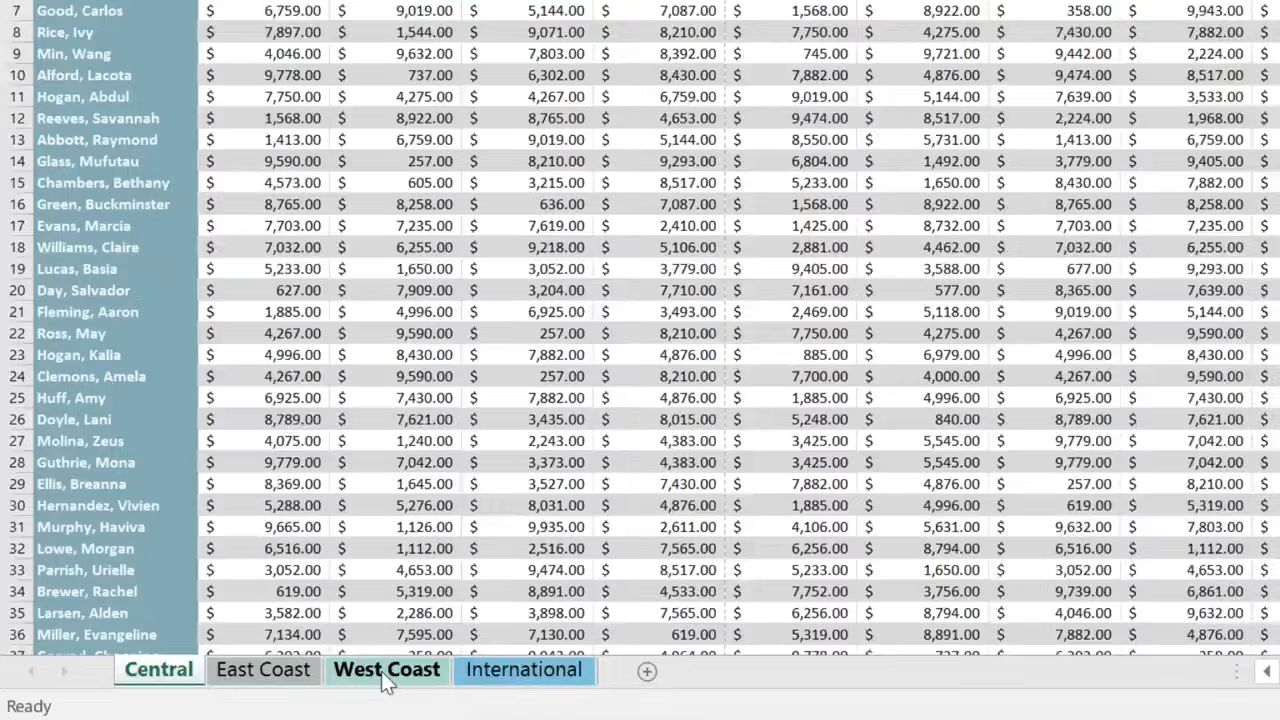 7 Good, Carlos $ 6,759.00 $ 9,019.00 $ 5,144.00 $ 7,087.00 $ 1,568.00 $ 8,922.00 $ 358.00 $ 9,943.00 $
8 Rice, Ivy $ 7,897.00 $ 1,544.00 $ 9,071.00 $ 8,210.00 $ 7,750.00 $ 4,275.00 $ 7,430.00 $ 7,882.00 $
9 Min, Wang $ 4,046.00 $ 9,632.00 $ 7,803.00 $ 8,392.00 $ 745.00 $ 9,721.00 $ 9,442.00 $ 2,224.00 $
10 Alford, Lacota $ 9,778.00 $ 737.00 $ 6,302.00 $ 8,430.00 $ 7,882.00 $ 4,876.00 $ 9,474.00 $ 8,517.00 $
11 Hogan, Abdul $ 7,750.00 $ 4,275.00 $ 4,267.00 $ 6,759.00 $ 9,019.00 $ 5,144.00 $ 7,639.00 $ 3,533.00 $
12 Reeves, Savannah $ 1,568.00 $ 8,922.00 $ 8,765.00 $ 4,653.00 $ 9,474.00 $ 8,517.00 $ 2,224.00 $ 1,968.00 $
13 Abbott, Raymond $ 1,413.00 $ 6,759.00 $ 9,019.00 $ 5,144.00 $ 8,550.00 $ 5,731.00 $ 1,413.00 $ 6,759.00 $
14 Glass, Mufutau $ 9,590.00 $ 257.00 $ 8,210.00 $ 9,293.00 $ 6,804.00 $ 1,492.00 $ 3,779.00 $ 9,405.00 $
15 Chambers, Bethany $ 4,573.00 $ 605.00 $ 3,215.00 $ 8,517.00 $ 5,233.00 $ 1,650.00 $ 8,430.00 $ 7,882.00 $
16 Green, Buckminster $ 8,765.00 $ 8,258.00 $ 636.00 $ 7,087.00 $ 1,568.00 $ 8,922.00 $ 8,765.00 $ 8,258.00 $
17 Evans, Marcia $ 7,703.00 $ 7,235.00 $ 7,619.00 $ 2,410.00 $ 1,425.00 $ 8,732.00 $ 7,703.00 $ 7,235.00 $
18 Williams, Claire $ 7,032.00 $ 6,255.00 $ 9,218.00 $ 5,106.00 $ 2,881.00 $ 4,462.00 $ 7,032.00 $ 6,255.00 $
19 Lucas, Basia $ 5,233.00 $ 1,650.00 $ 3,052.00 $ 3,779.00 $ 9,405.00 $ 3,588.00 $ 677.00 $ 9,293.00 $
20 Day, Salvador $ 627.00 $ 7,909.00 $ 3,204.00 $ 7,710.00 $ 7,161.00 $ 577.00 $ 8,365.00 $ 7,639.00 $
21 Fleming, Aaron $ 1,885.00 $ 4,996.00 $ 6,925.00 $ 3,493.00 $ 2,469.00 $ 5,118.00 $ 9,019.00 $ 5,144.00 $
22 Ross, May $ 4,267.00 $ 9,590.00 $ 257.00 $ 8,210.00 $ 7,750.00 $ 4,275.00 $ 4,267.00 $ 9,590.00 $
23 Hogan, Kalia $ 4,996.00 $ 8,430.00 $ 7,882.00 $ 4,876.00 $ 885.00 $ 6,979.00 $ 4,996.00 $ 8,430.00 $
24 Clemons, Amela $ 4,267.00 $ 9,590.00 $ 257.00 $ 8,210.00 $ 7,700.00 $ 4,000.00 $ 4,267.00 $ 9,590.00 $
25 Huff, Amy $ 6,925.00 $ 7,430.00 $ 7,882.00 $ 4,876.00 $ 1,885.00 $ 4,996.00 $ 6,925.00 $ 7,430.00 $
26 Doyle, Lani $ 8,789.00 $ 7,621.00 $ 3,435.00 $ 8,015.00 $ 5,248.00 $ 840.00 $ 8,789.00 $ 7,621.00 $
27 Molina, Zeus $ 4,075.00 $ 1,240.00 $ 2,243.00 $ 4,383.00 $ 3,425.00 $ 5,545.00 $ 9,779.00 $ 7,042.00 $
28 Guthrie, Mona $ 9,779.00 $ 7,042.00 $ 3,373.00 $ 4,383.00 $ 3,425.00 $ 5,545.00 $ 9,779.00 $ 7,042.00 $
29 Ellis, Breanna $ 8,369.00 $ 1,645.00 $ 3,527.00 $ 7,430.00 $ 7,882.00 $ 4,876.00 $ 257.00 $ 8,210.00 $
30 Hernandez, Vivien $ 5,288.00 $ 5,276.00 $ 8,031.00 $ 4,876.00 $ 1,885.00 $ 4,996.00 $ 619.00 $ 5,319.00 $
31 Murphy, Haviva $ 9,665.00 $ 1,126.00 $ 9,935.00 $ 2,611.00 $ 4,106.00 $ 5,631.00 $ 9,632.00 $ 7,803.00 $
32 Lowe, Morgan $ 6,516.00 $ 1,112.00 $ 2,516.00 $ 7,565.00 $ 6,256.00 $ 8,794.00 $ 6,516.00 $ 1,112.00 $
33 Parrish, Urielle $ 3,052.00 $ 4,653.00 $ 9,474.00 $ 8,517.00 $ 5,233.00 $ 1,650.00 $ 3,052.00 $ 4,653.00 $
34 Brewer, Rachel $ 619.00 $ 5,319.00 $ 8,891.00 $ 4,533.00 $ 7,752.00 $ 3,756.00 $ 9,739.00 $ 6,861.00 $
35 Larsen, Alden $ 3,582.00 $ 2,286.00 $ 3,898.00 $ 7,565.00 $ 6,256.00 $ 8,794.00 $ 4,046.00 $ 9,632.00 $
36 Miller, Evangeline $ 7,134.00 $ 7,595.00 $ 7,130.00 $ 619.00 $ 5,319.00 $ 8,891.00 $ 7,882.00 $ 4,876.00 $
Central East Coast West Coast International
Ready